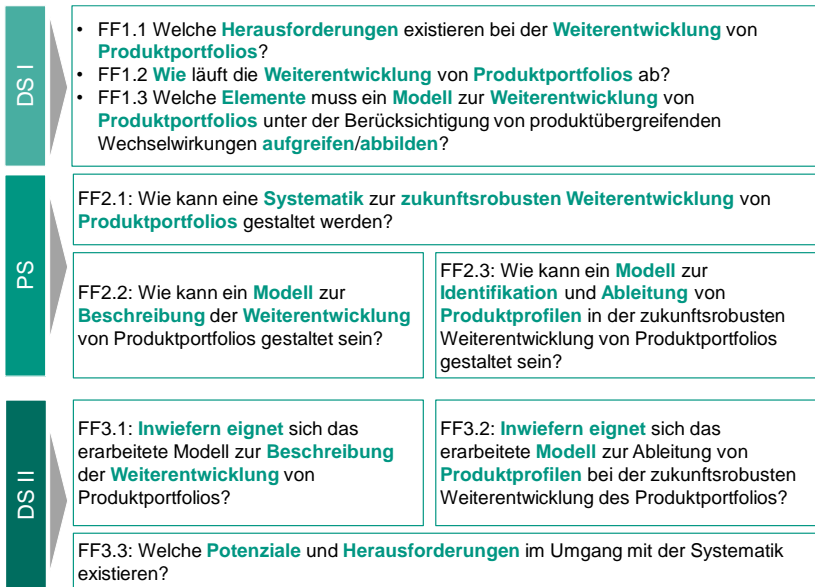 DS I
• FF1.1 Welche Herausforderungen existieren bei der Weiterentwicklung von
Produktportfolios?
• FF1.2 Wie läuft die Weiterentwicklung von Produktportfolios ab?
• FF1.3 Welche Elemente muss ein Modell zur Weiterentwicklung von
Produktportfolios unter der Berücksichtigung von produktübergreifenden
Wechselwirkungen aufgreifen/abbilden?
PS
FF2.1: Wie kann eine Systematik zur zukunftsrobusten Weiterentwicklung von
Produktportfolios gestaltet werden?
FF2.2: Wie kann ein Modell zur
Beschreibung der Weiterentwicklung
von Produktportfolios gestaltet sein?
FF2.3: Wie kann ein Modell zur
Identifikation und Ableitung von
Produktprofilen in der zukunftsrobusten
Weiterentwicklung von Produktportfolios
gestaltet sein?
DS II
FF3.1: Inwiefern eignet sich das
erarbeitete Modell zur Beschreibung
der Weiterentwicklung von
Produktportfolios?
FF3.2: Inwiefern eignet sich das
erarbeitete Modell zur Ableitung von
Produktprofilen bei der zukunftsrobusten
Weiterentwicklung des Produktportfolios?
FF3.3: Welche Potenziale und Herausforderungen im Umgang mit der Systematik
existieren?